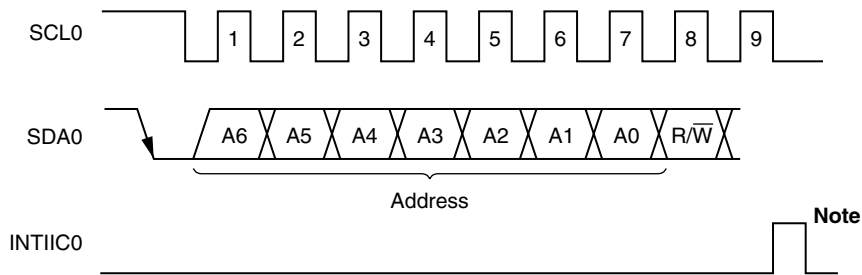 SCL0 1 2 3 4 5 6 7 8 9
SDA0 A6 A5 A4 A3 A2 A1 A0 R/W̅
Address
Note
INTIIC0